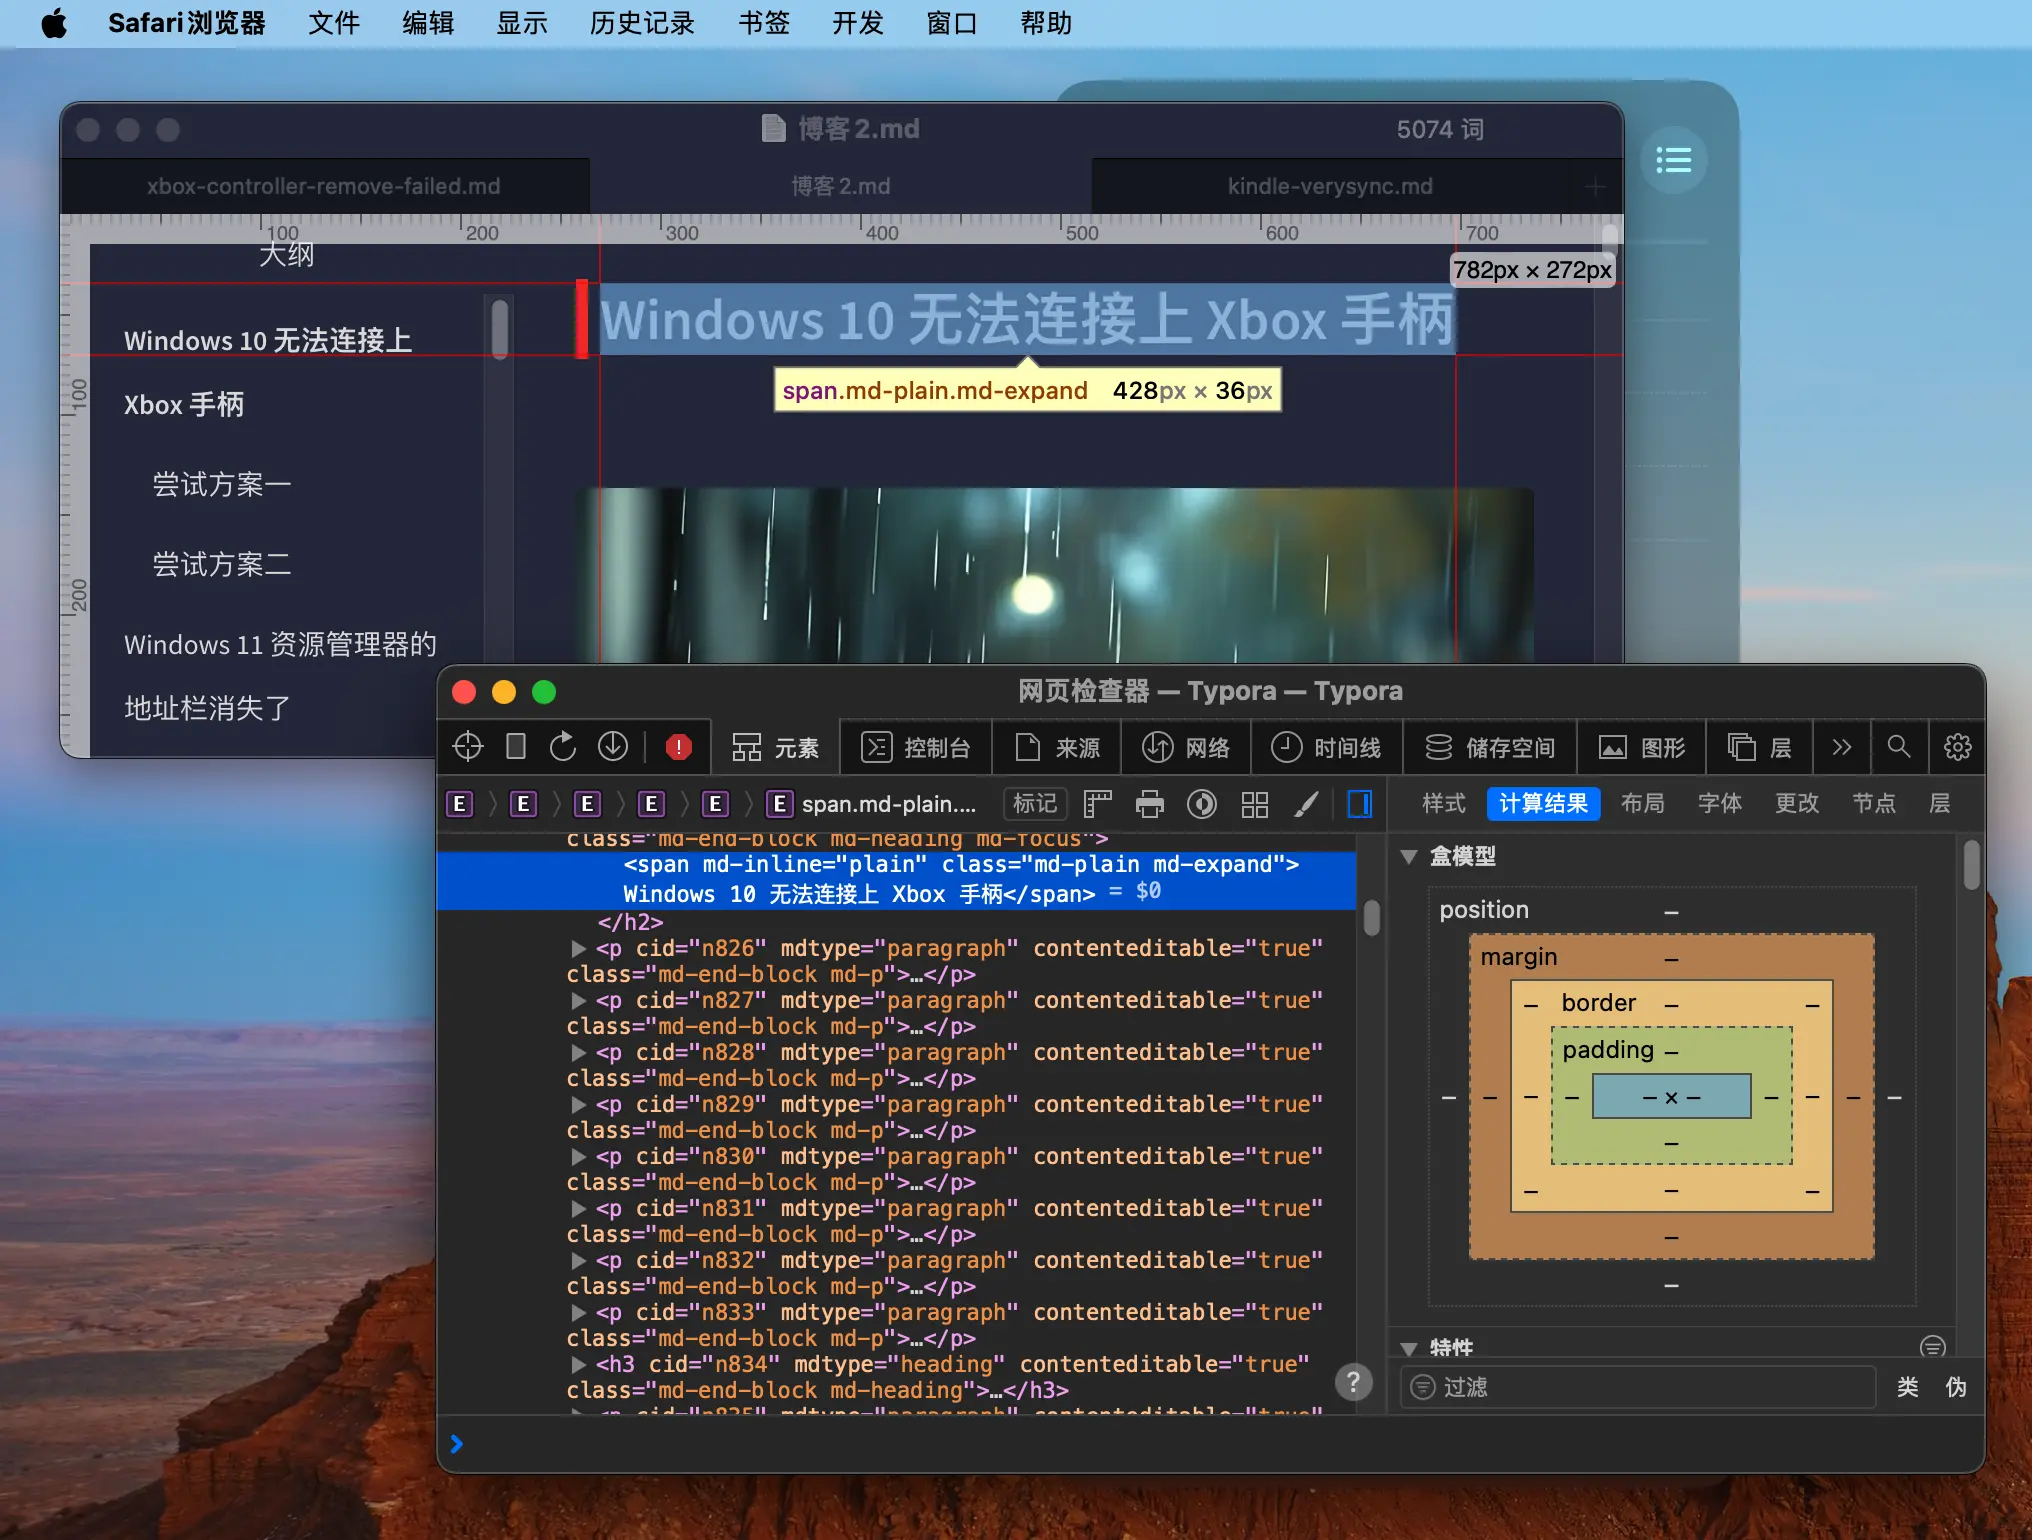 Safari浏览器 文件 编辑 显示 历史记录 书签 开发 窗口 帮助
博客 2.md
5074 词
xbox-controller-remove-failed.md 博客 2.md kindle-verysync.md
100 200 300 400 500 600 700
大纲
782px × 272px
Windows 10 无法连接上 Xbox 手柄
Windows 10 无法连接上
Xbox 手柄
尝试方案一
尝试方案二
Windows 11 资源管理器的
地址栏消失了
span.md-plain.md-expand 428px × 36px
100
200
网页检查器 — Typora — Typora
元素 控制台 来源 网络 时间线 储存空间 图形 层
E E E E E E span.md-plain.... 标记
样式 计算结果 布局 字体 更改 节点 层
class="md-end-block md-heading md-focus">
<span md-inline="plain" class="md-plain md-expand">
Windows 10 无法连接上 Xbox 手柄</span> = $0
</h2>
<p cid="n826" mdtype="paragraph" contenteditable="true"
class="md-end-block md-p">…</p>
<p cid="n827" mdtype="paragraph" contenteditable="true"
class="md-end-block md-p">…</p>
<p cid="n828" mdtype="paragraph" contenteditable="true"
class="md-end-block md-p">…</p>
<p cid="n829" mdtype="paragraph" contenteditable="true"
class="md-end-block md-p">…</p>
<p cid="n830" mdtype="paragraph" contenteditable="true"
class="md-end-block md-p">…</p>
<p cid="n831" mdtype="paragraph" contenteditable="true"
class="md-end-block md-p">…</p>
<p cid="n832" mdtype="paragraph" contenteditable="true"
class="md-end-block md-p">…</p>
<p cid="n833" mdtype="paragraph" contenteditable="true"
class="md-end-block md-p">…</p>
<h3 cid="n834" mdtype="heading" contenteditable="true"
class="md-end-block md-heading">…</h3>
<p cid="n835" mdtype="paragraph" contenteditable="true"
盒模型
position –
margin –
– border – –
padding –
– – – – – × – – – – –
–
– – –
–
–
特性
过滤 类 伪
?